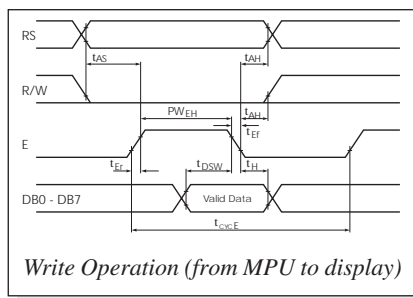 RS
tAS
tAH
R/W
PWEH
tAH
tEf
E
tEr
tDSW
tH
DB0 - DB7
Valid Data
tCYCE
Write Operation (from MPU to display)